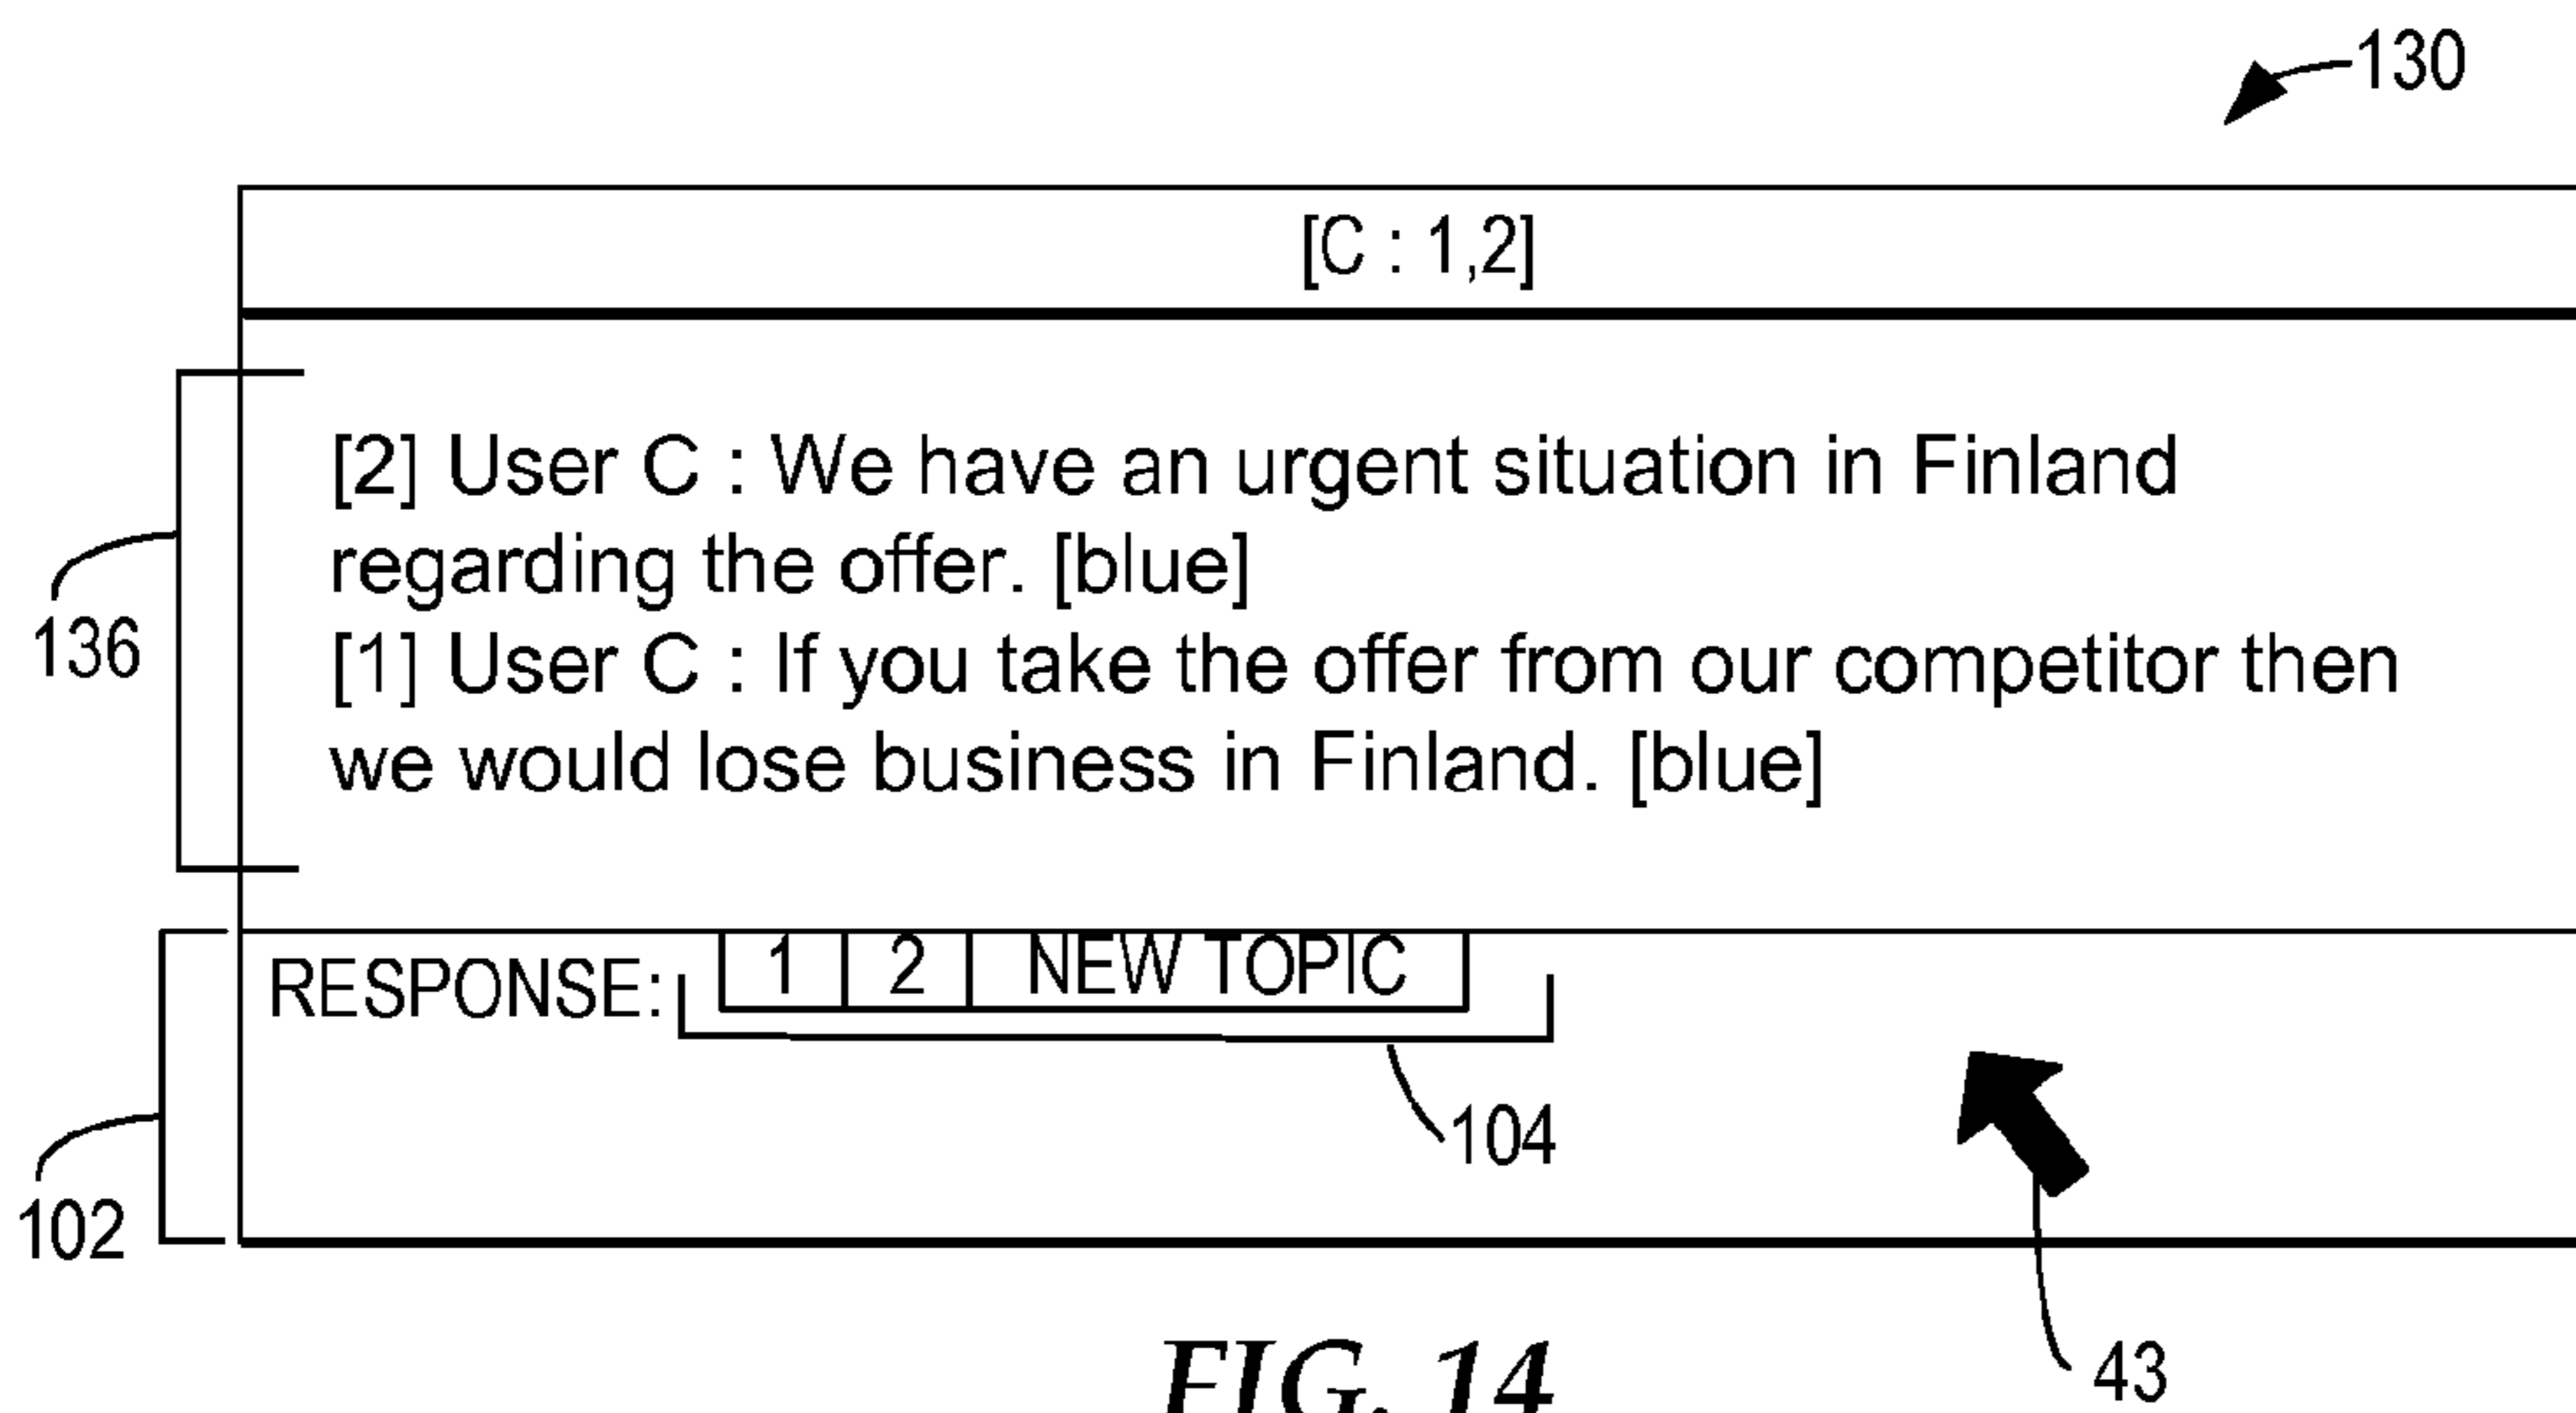 130
[C : 1,2]
[2] User C : We have an urgent situation in Finland
regarding the offer. [blue]
[1] User C : If you take the offer from our competitor then
we would lose business in Finland. [blue]
136
RESPONSE: 1 2 NEW TOPIC
104
102
43
FIG. 14